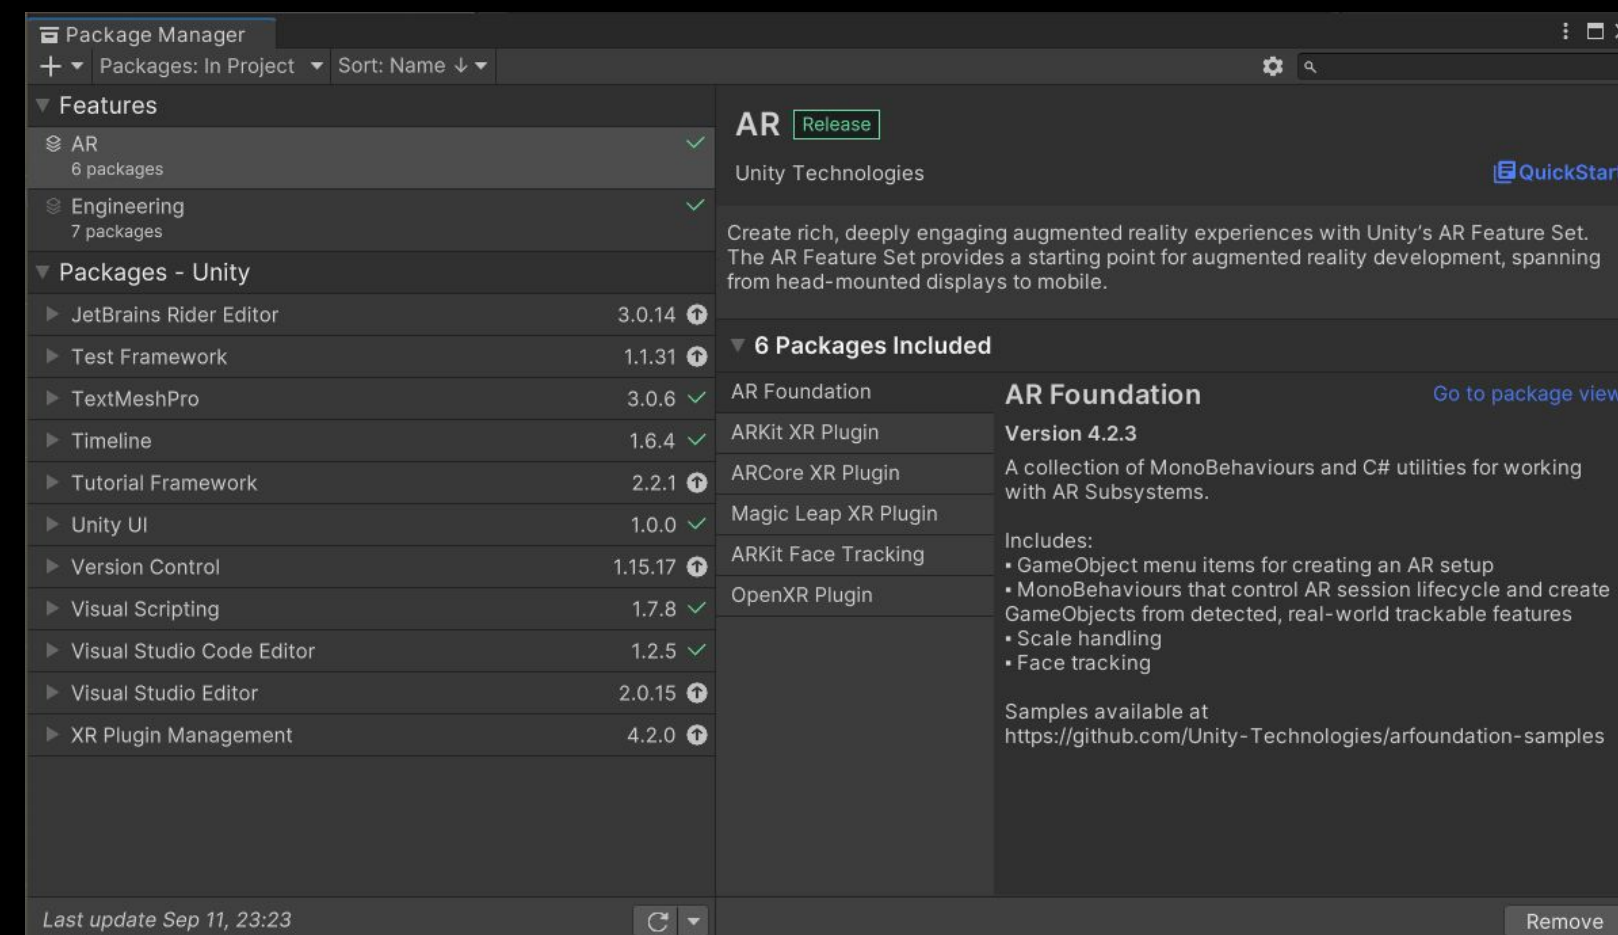 Package Manager
Packages: In Project
Sort: Name ↓
Features
AR
6 packages
Engineering
7 packages
Packages - Unity
JetBrains Rider Editor 3.0.14
Test Framework 1.1.31
TextMeshPro 3.0.6
Timeline 1.6.4
Tutorial Framework 2.2.1
Unity UI 1.0.0
Version Control 1.15.17
Visual Scripting 1.7.8
Visual Studio Code Editor 1.2.5
Visual Studio Editor 2.0.15
XR Plugin Management 4.2.0
Last update Sep 11, 23:23
AR Release
Unity Technologies
QuickStart
Create rich, deeply engaging augmented reality experiences with Unity's AR Feature Set.
The AR Feature Set provides a starting point for augmented reality development, spanning
from head-mounted displays to mobile.
6 Packages Included
AR Foundation
ARKit XR Plugin
ARCore XR Plugin
Magic Leap XR Plugin
ARKit Face Tracking
OpenXR Plugin
AR Foundation
Go to package view
Version 4.2.3
A collection of MonoBehaviours and C# utilities for working
with AR Subsystems.
Includes:
▪ GameObject menu items for creating an AR setup
▪ MonoBehaviours that control AR session lifecycle and create
GameObjects from detected, real-world trackable features
▪ Scale handling
▪ Face tracking
Samples available at
https://github.com/Unity-Technologies/arfoundation-samples
Remove